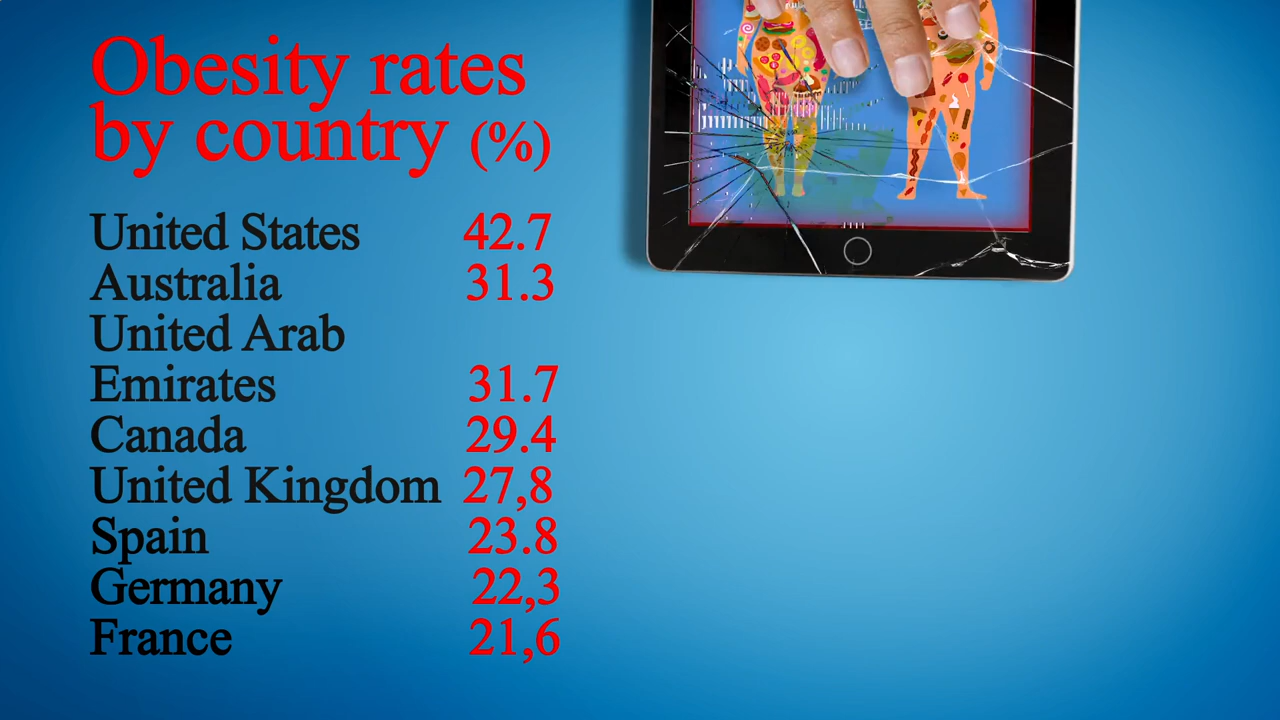 Obesity rates
by country (%)
United States 42.7
Australia 31.3
United Arab
Emirates 31.7
Canada 29.4
United Kingdom 27,8
Spain 23.8
Germany 22,3
France 21,6